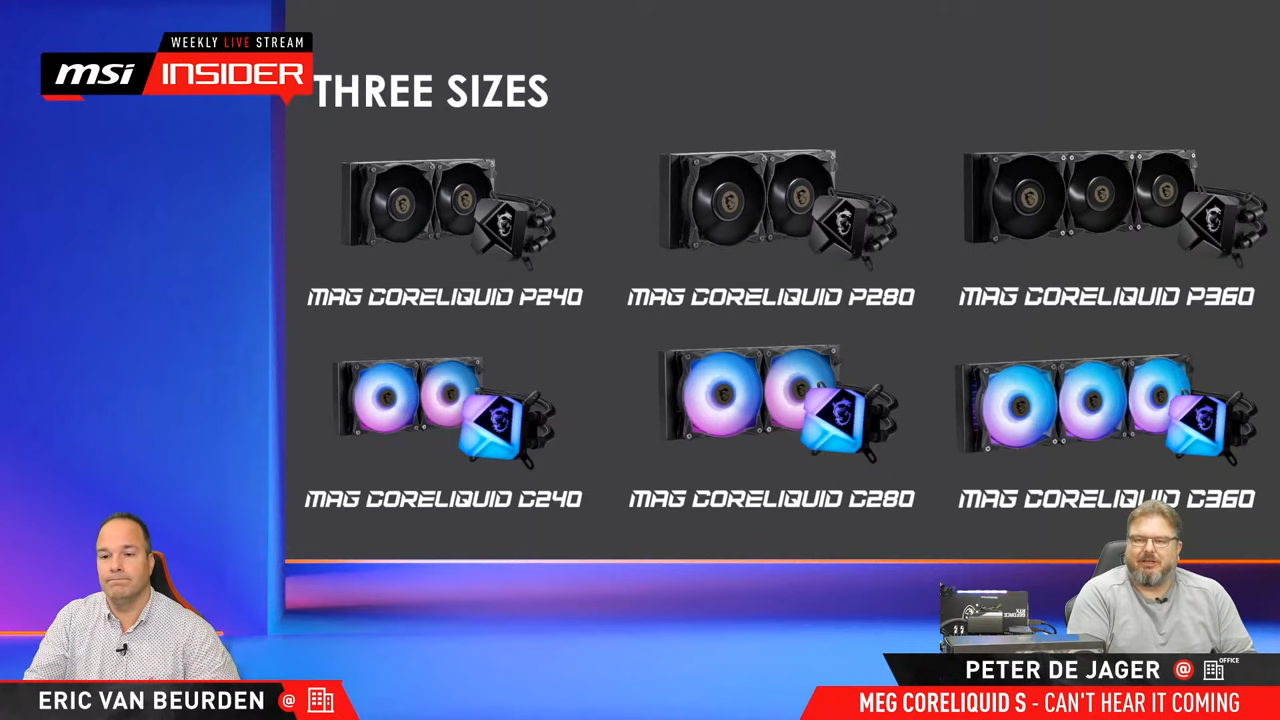 WEEKLY LIVE STREAM
msi INSIDER
THREE SIZES
MAG CORELIQUID P240
MAG CORELIQUID P280
MAG CORELIQUID P360
MAG CORELIQUID C240
MAG CORELIQUID C280
MAG CORELIQUID C360
GEFORCE RTX
OFFICE
PETER DE JAGER @
ERIC VAN BEURDEN @
MEG CORELIQUID S - CAN'T HEAR IT COMING